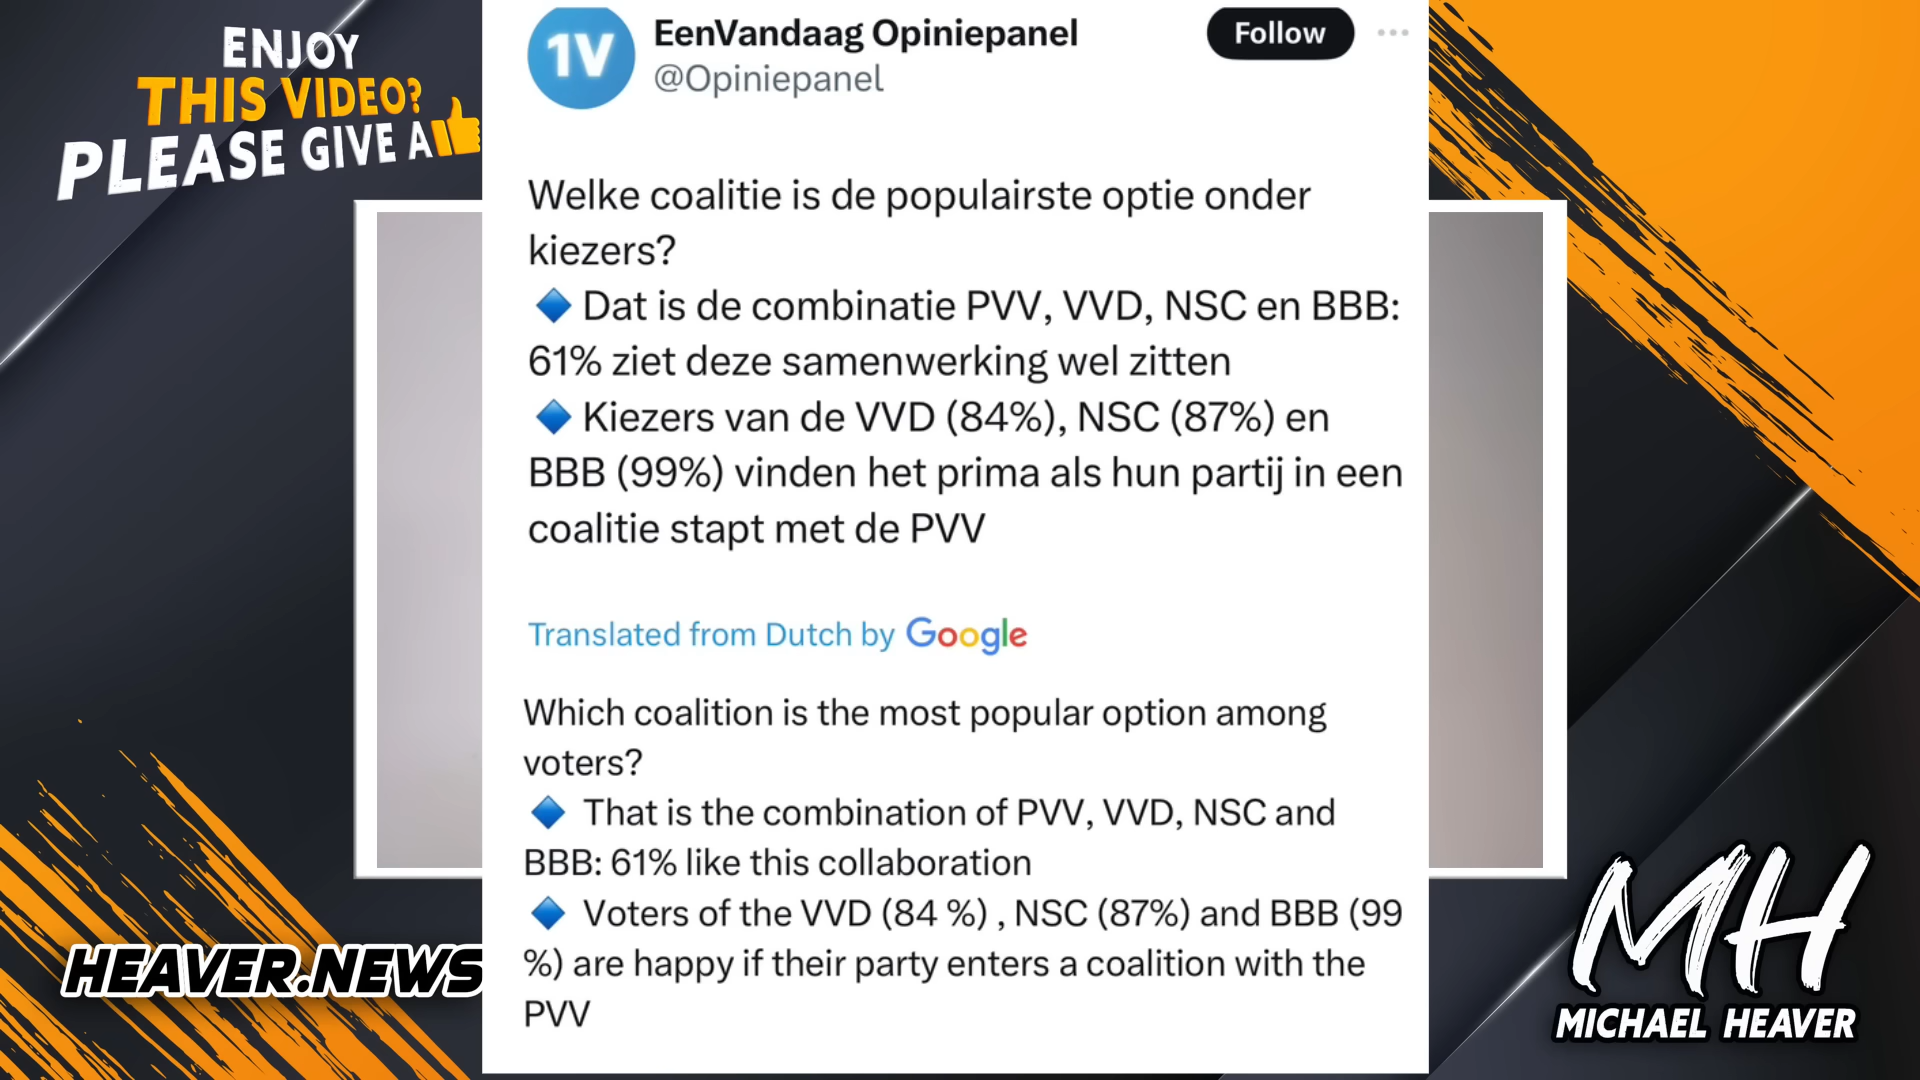 ENJOY
THIS VIDEO?
PLEASE GIVE A
1V
EenVandaag Opiniepanel
Follow
@Opiniepanel
Welke coalitie is de populairste optie onder
kiezers?
Dat is de combinatie PVV, VVD, NSC en BBB:
61% ziet deze samenwerking wel zitten
Kiezers van de VVD (84%), NSC (87%) en
BBB (99%) vinden het prima als hun partij in een
coalitie stapt met de PVV
Translated from Dutch by Google
Which coalition is the most popular option among
voters?
That is the combination of PVV, VVD, NSC and
BBB: 61% like this collaboration
Voters of the VVD (84 %) , NSC (87%) and BBB (99
%) are happy if their party enters a coalition with the
PVV
HEAVER.NEWS
MH
MICHAEL HEAVER